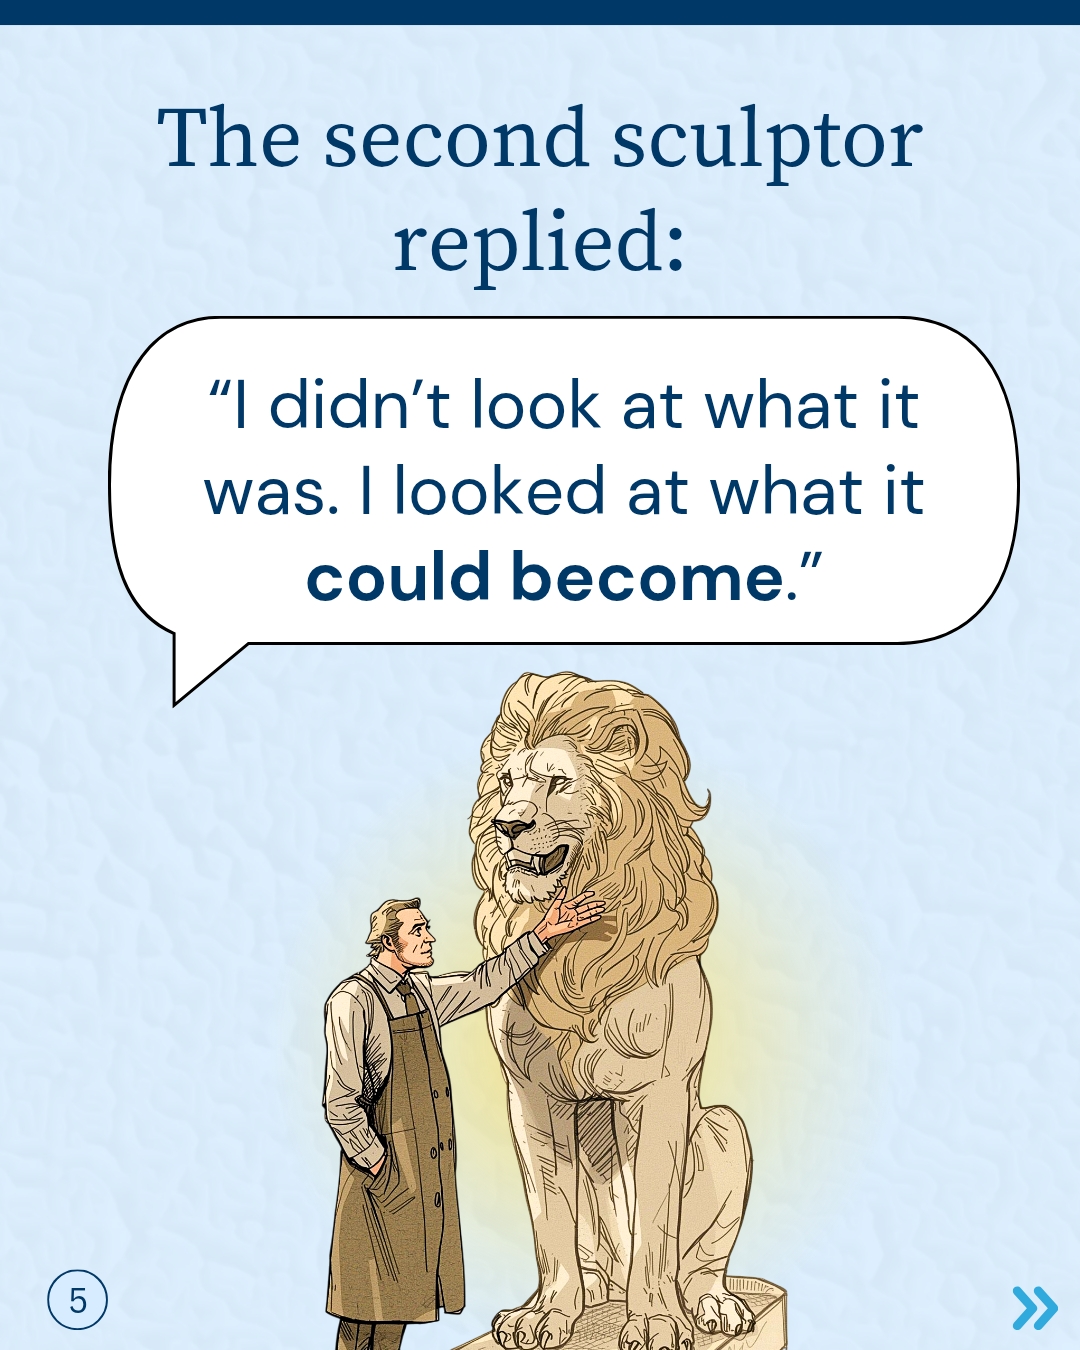 The second sculptor
replied:
“I didn’t look at what it
was. I looked at what it
could become.”
5